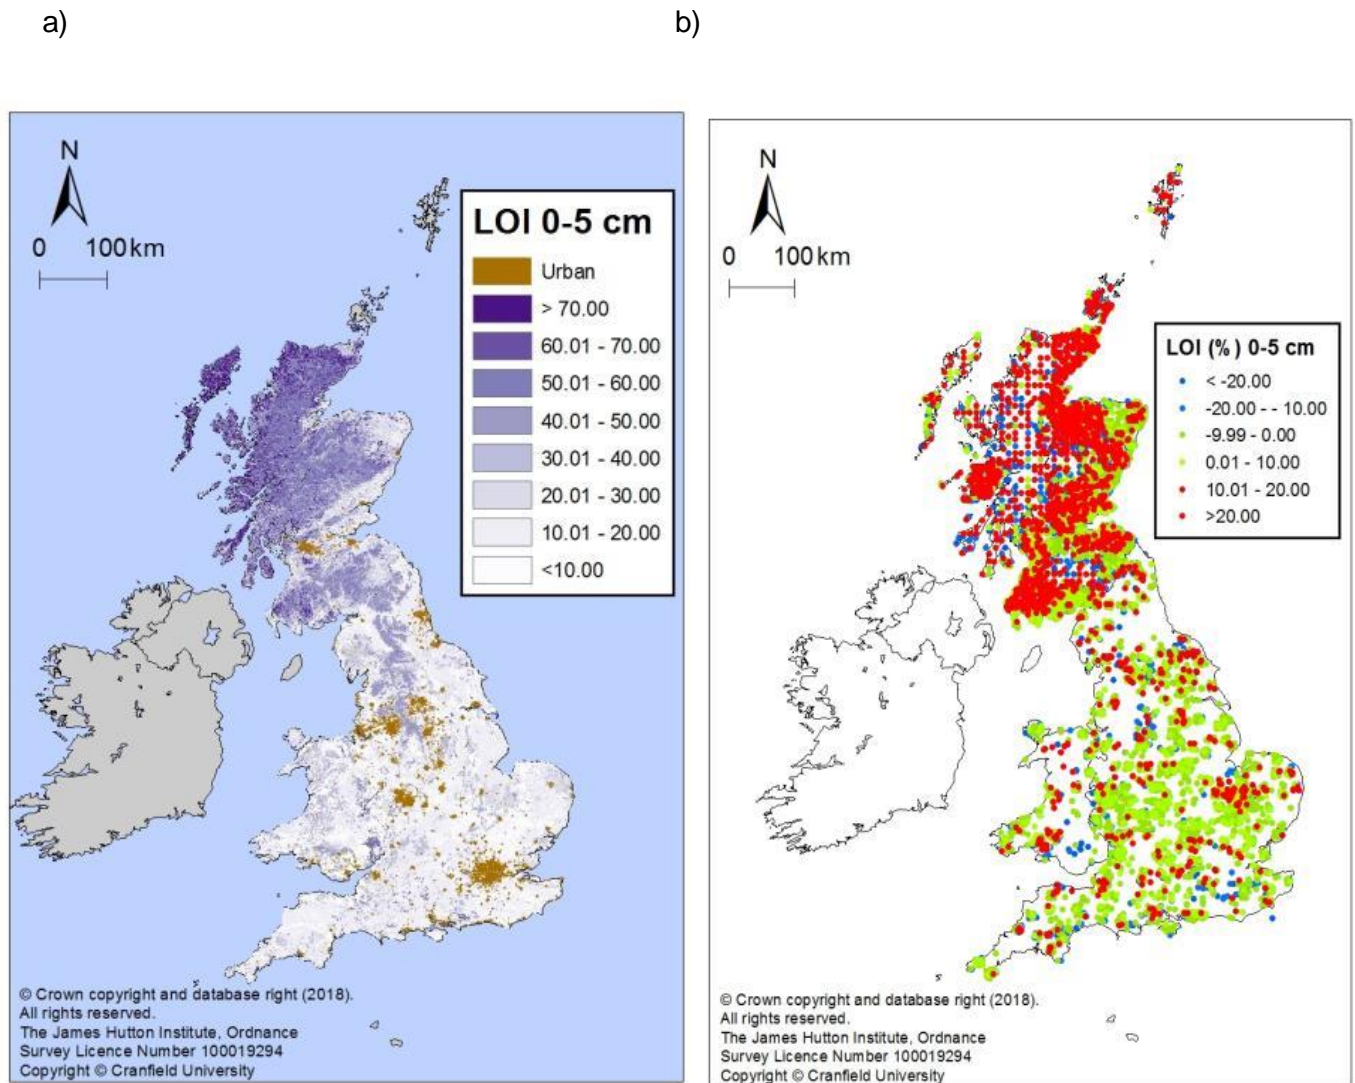 a)
b)
N
0 100km
LOI 0-5 cm
Urban
> 70.00
60.01 - 70.00
50.01 - 60.00
40.01 - 50.00
30.01 - 40.00
20.01 - 30.00
10.01 - 20.00
<10.00
© Crown copyright and database right (2018).
All rights reserved.
The James Hutton Institute, Ordnance
Survey Licence Number 100019294
Copyright © Cranfield University
N
0 100km
LOI (%) 0-5 cm
< -20.00
-20.00 - - 10.00
-9.99 - 0.00
0.01 - 10.00
10.01 - 20.00
>20.00
© Crown copyright and database right (2018).
All rights reserved.
The James Hutton Institute, Ordnance
Survey Licence Number 100019294
Copyright © Cranfield University